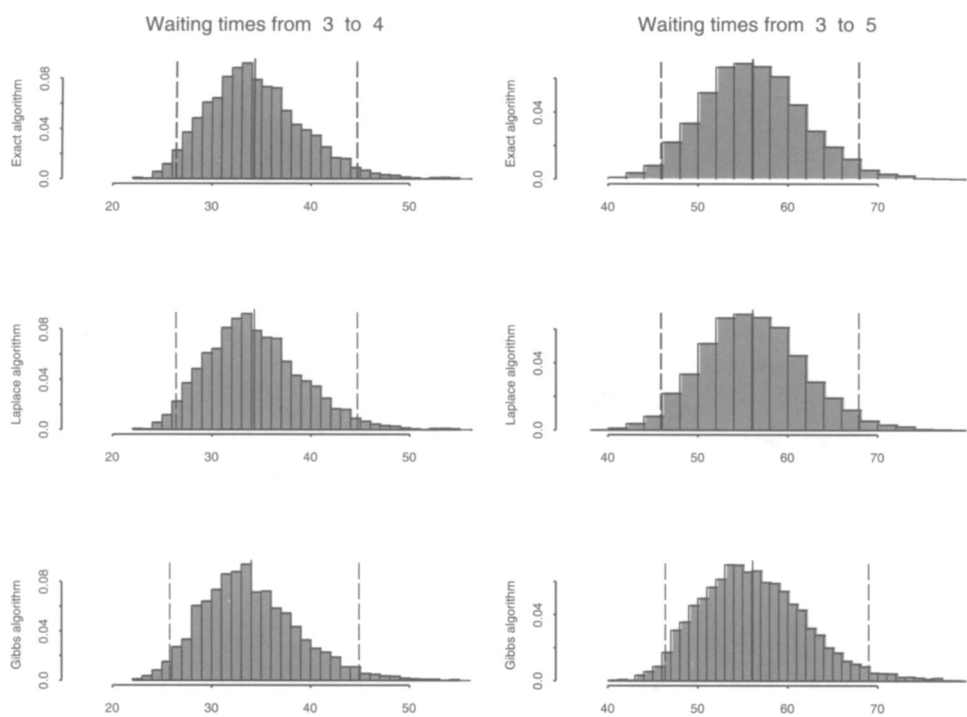 Waiting times from 3 to 4
Waiting times from 3 to 5
Exact algorithm
0.0 0.04 0.08
20 30 40 50
Exact algorithm
0.0 0.04
40 50 60 70
Laplace algorithm
0.0 0.04 0.08
20 30 40 50
Laplace algorithm
0.0 0.04
40 50 60 70
Gibbs algorithm
0.0 0.04 0.08
20 30 40 50
Gibbs algorithm
0.0 0.04
40 50 60 70